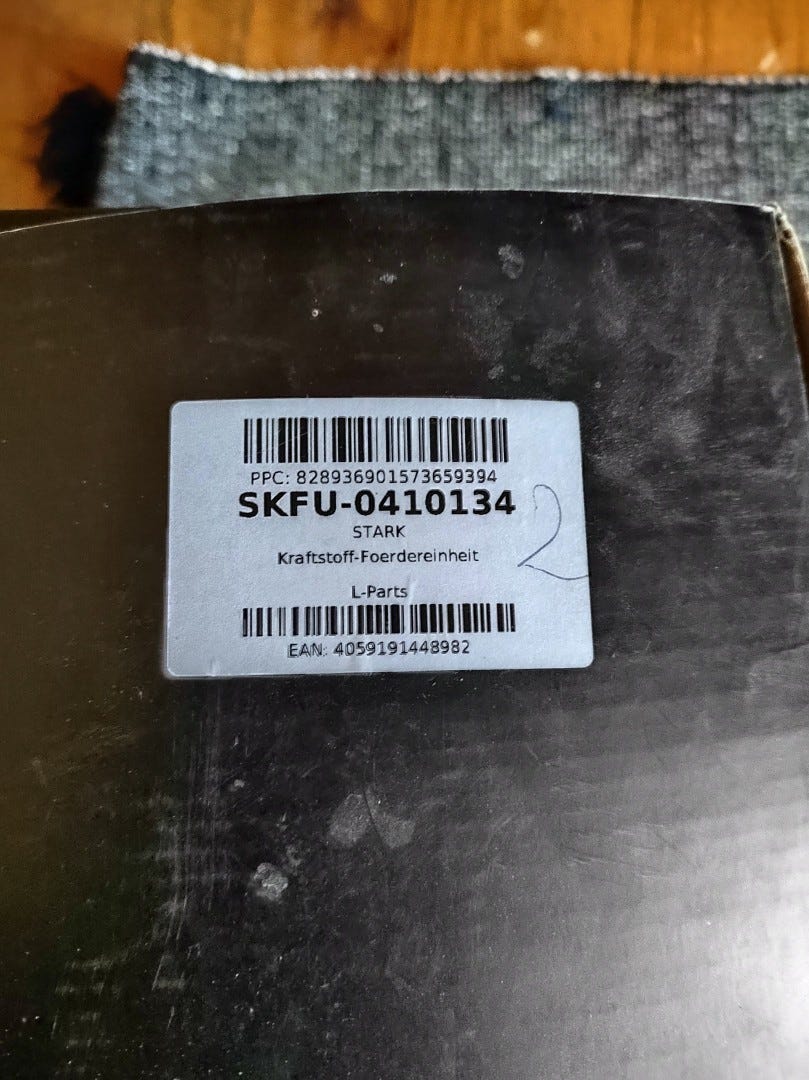 PPC: 828936901573659394
SKFU-0410134
2
STARK
Kraftstoff-Foerdereinheit
L-Parts
EAN: 4059191448982